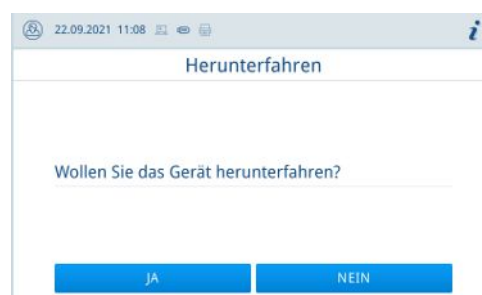 22.09.2021 11:08
i
Herunterfahren
Wollen Sie das Gerät herunterfahren?
JA
NEIN